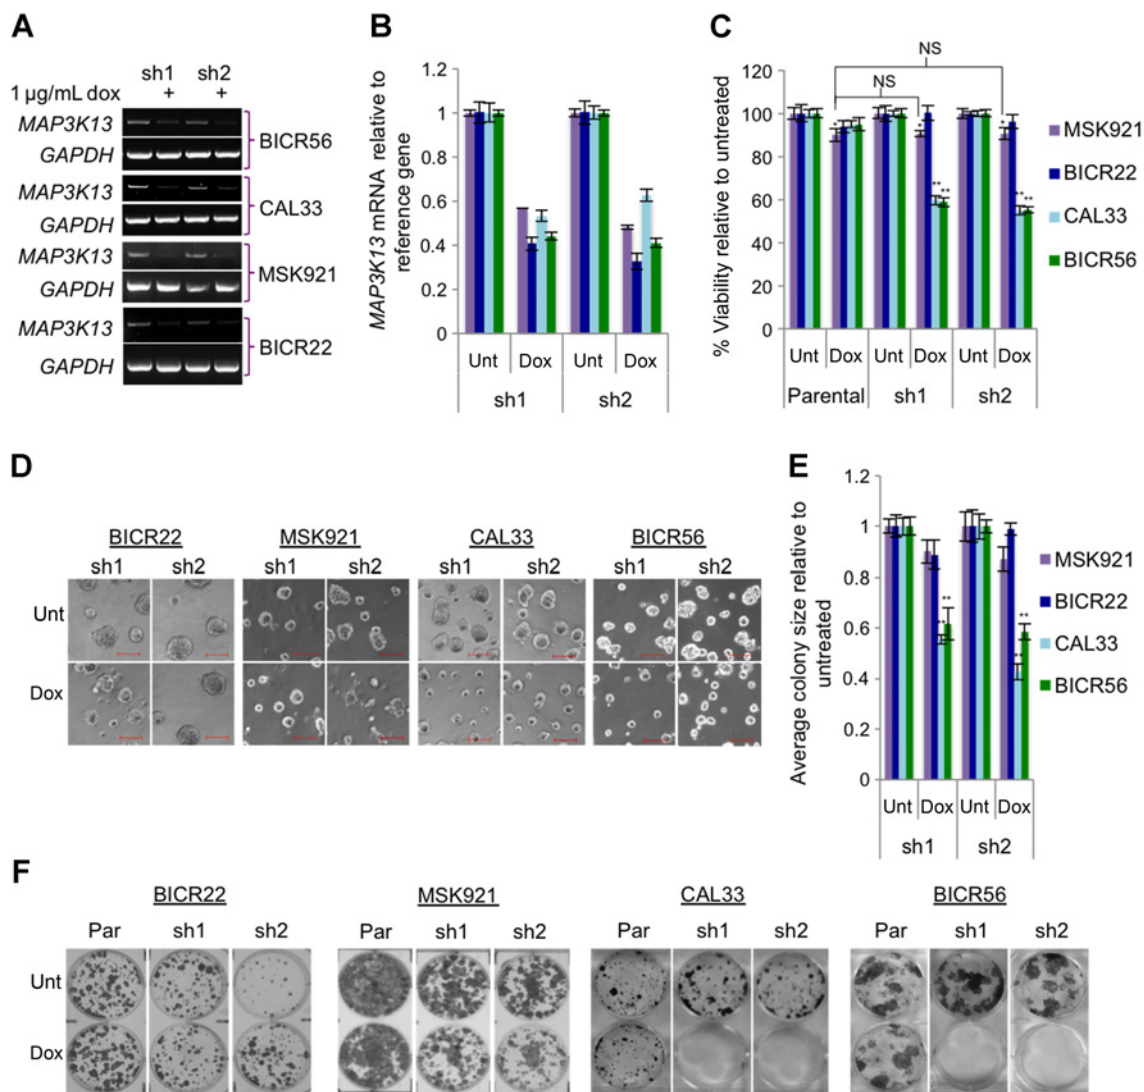 A
sh1 sh2
1 µg/mL dox + +
MAP3K13
GAPDH
BICR56
MAP3K13
GAPDH
CAL33
MAP3K13
GAPDH
MSK921
MAP3K13
GAPDH
BICR22
B
MAP3K13 mRNA relative to
reference gene
1.2
1
0.8
0.6
0.4
0.2
0
Unt Dox Unt Dox
sh1 sh2
C
% Viability relative to untreated
120
100
80
60
40
20
0
NS
NS
* * *
** ** ** **
Unt Dox Unt Dox Unt Dox
Parental sh1 sh2
MSK921
BICR22
CAL33
BICR56
D
BICR22 MSK921 CAL33 BICR56
sh1 sh2 sh1 sh2 sh1 sh2 sh1 sh2
Unt
Dox
E
Average colony size relative to
untreated
1.2
1
0.8
0.6
0.4
0.2
0
** ** ** **
Unt Dox Unt Dox
sh1 sh2
MSK921
BICR22
CAL33
BICR56
F
BICR22 MSK921 CAL33 BICR56
Par sh1 sh2 Par sh1 sh2 Par sh1 sh2 Par sh1 sh2
Unt
Dox